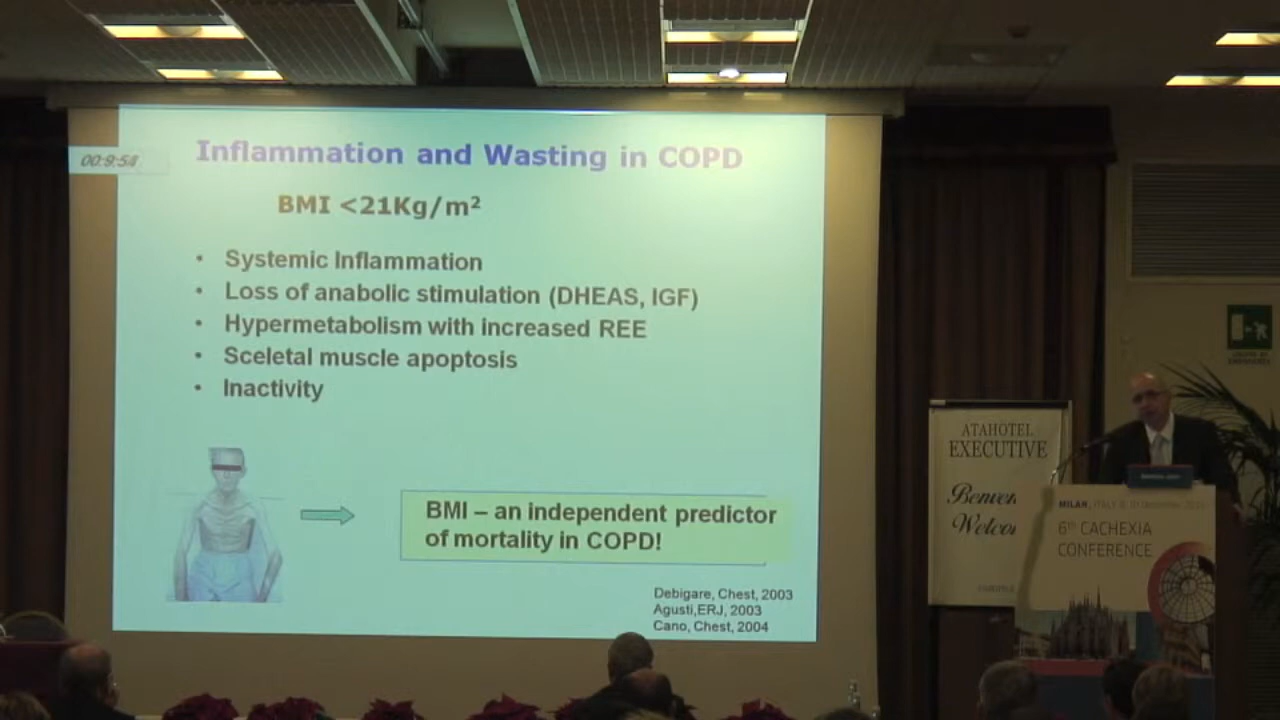 00:9:54
Inflammation and Wasting in COPD
BMI <21Kg/m²
• Systemic Inflammation
• Loss of anabolic stimulation (DHEAS, IGF)
• Hypermetabolism with increased REE
• Sceletal muscle apoptosis
• Inactivity
BMI – an independent predictor
of mortality in COPD!
Debigare, Chest, 2003
Agusti,ERJ, 2003
Cano, Chest, 2004
ATAHOTEL
EXECUTIVE
MILAN,
6th CACHEXIA
CONFERENCE